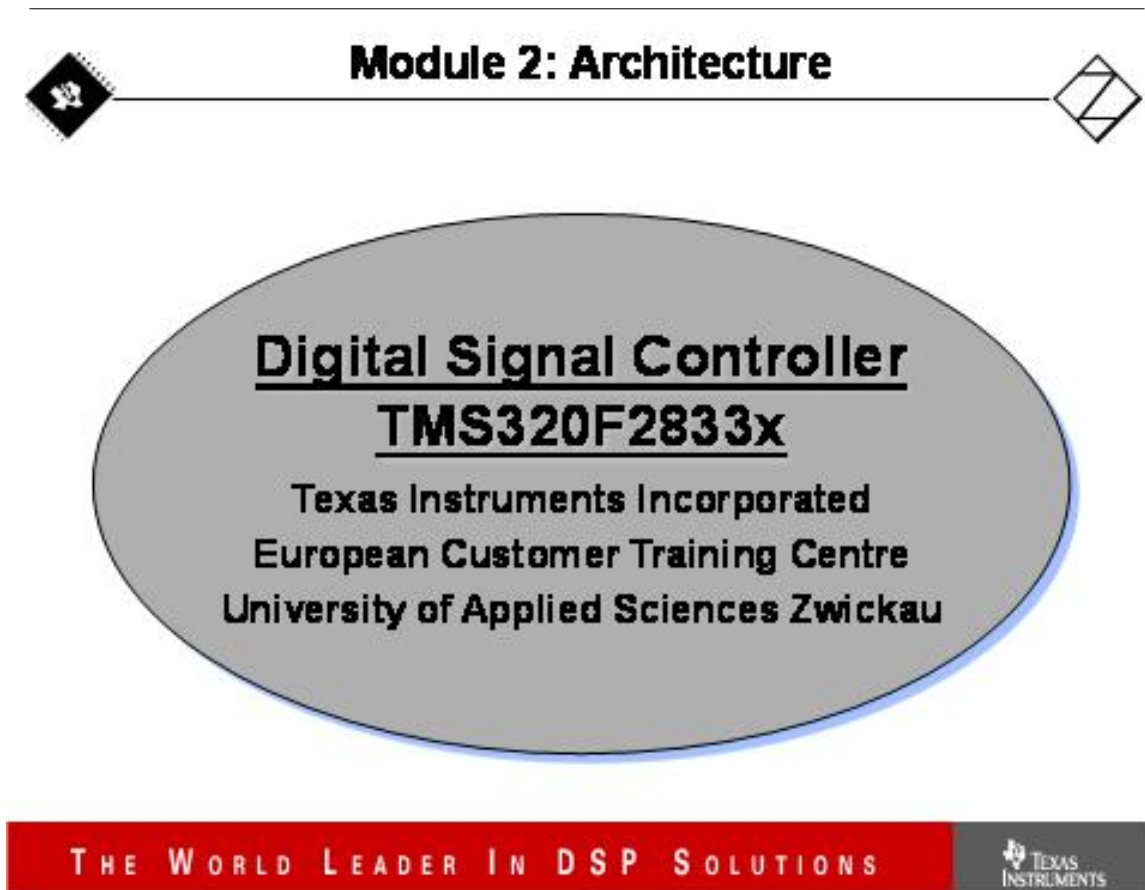 Module 2: Architecture
Digital Signal Controller
TMS320F2833x
Texas Instruments Incorporated
European Customer Training Centre
University of Applied Sciences Zwickau
THE WORLD LEADER IN DSP SOLUTIONS
TEXAS
INSTRUMENTS